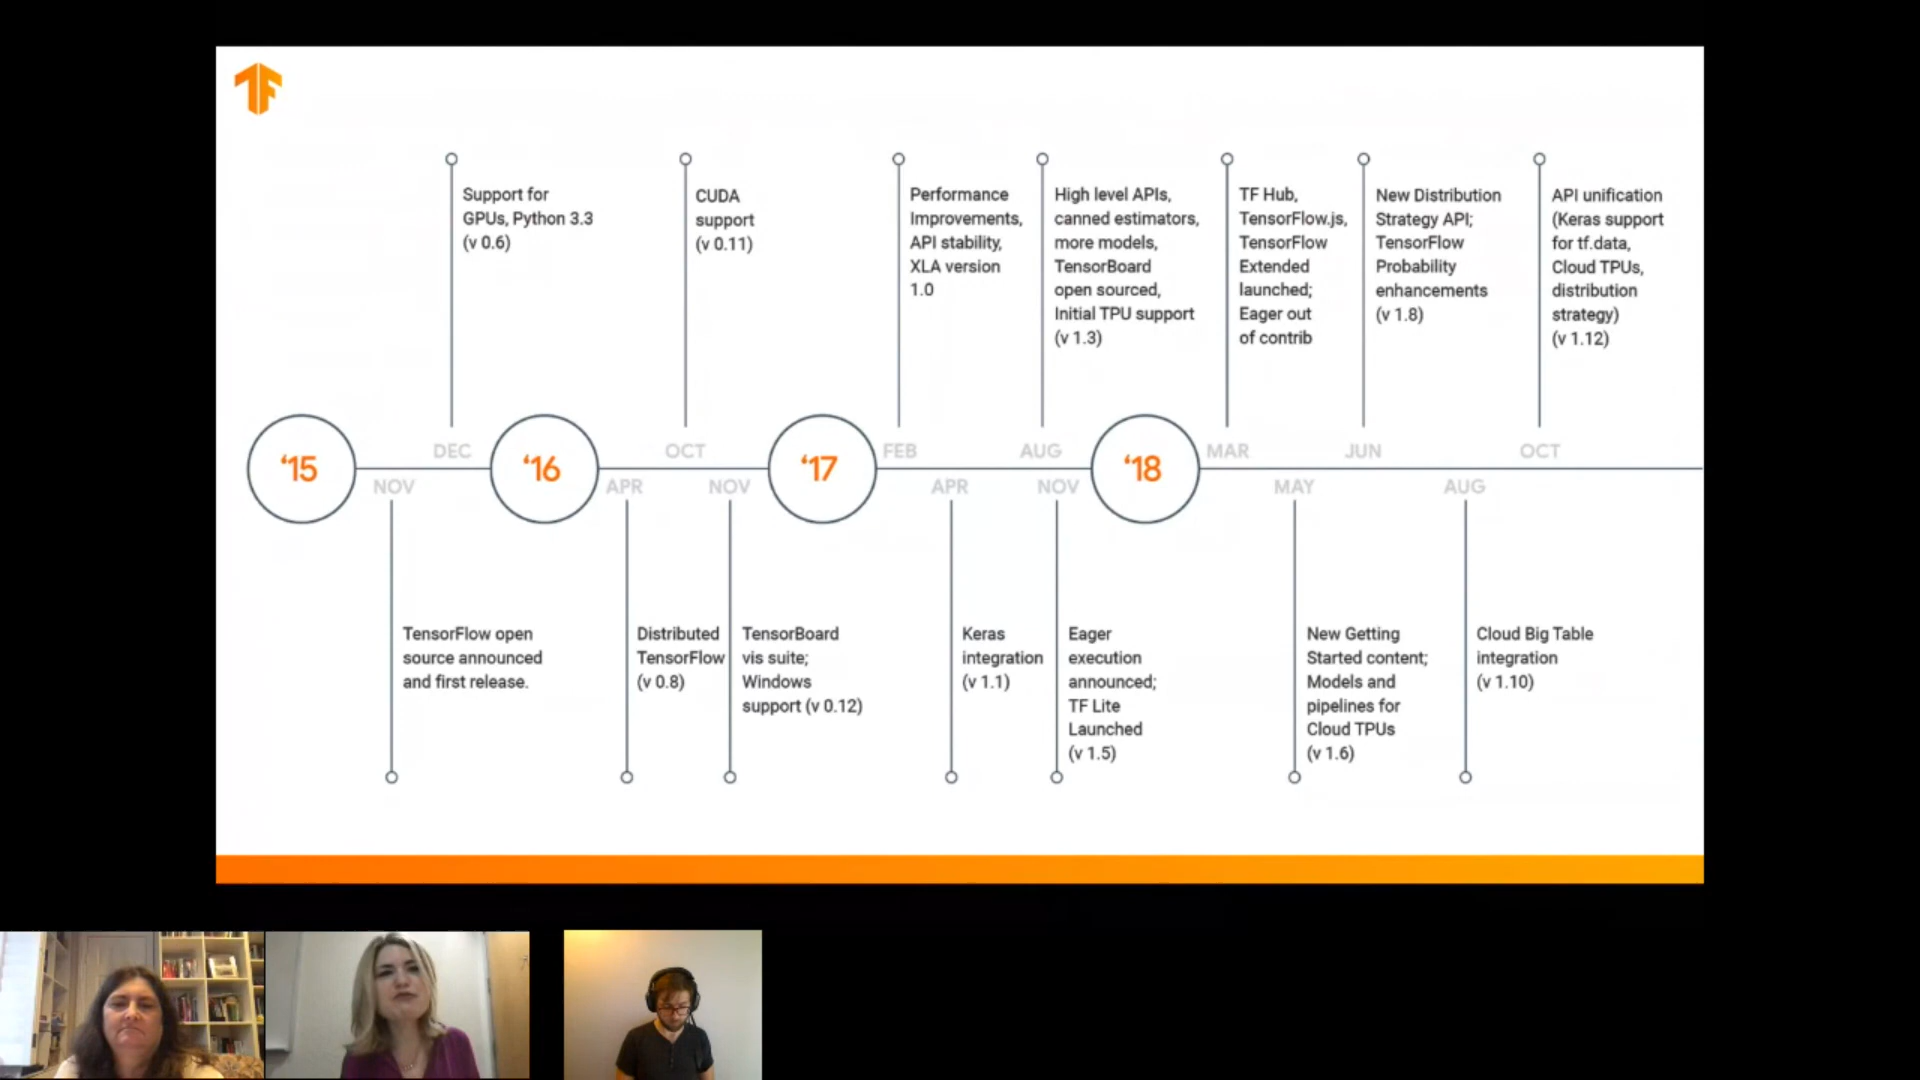 TF
Support for
GPUs, Python 3.3
(v 0.6)
CUDA
support
(v 0.11)
Performance
Improvements,
API stability,
XLA version
1.0
High level APIs,
canned estimators,
more models,
TensorBoard
open sourced,
Initial TPU support
(v 1.3)
TF Hub,
TensorFlow.js,
TensorFlow
Extended
launched;
Eager out
of contrib
New Distribution
Strategy API;
TensorFlow
Probability
enhancements
(v 1.8)
API unification
(Keras support
for tf.data,
Cloud TPUs,
distribution
strategy)
(v 1.12)
DEC
OCT
FEB
AUG
MAR
JUN
OCT
‘15
‘16
‘17
‘18
NOV
APR
NOV
APR
NOV
MAY
AUG
TensorFlow open
source announced
and first release.
Distributed
TensorFlow
(v 0.8)
TensorBoard
vis suite;
Windows
support (v 0.12)
Keras
integration
(v 1.1)
Eager
execution
announced;
TF Lite
Launched
(v 1.5)
New Getting
Started content;
Models and
pipelines for
Cloud TPUs
(v 1.6)
Cloud Big Table
integration
(v 1.10)